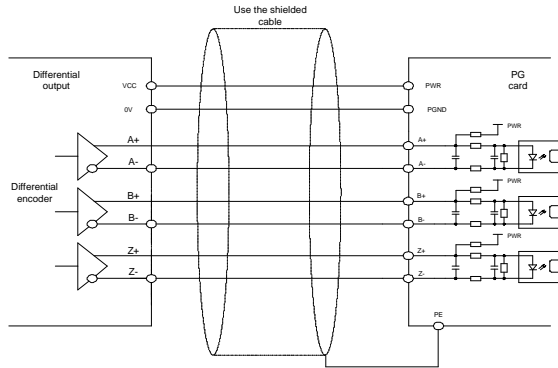 Use the shielded
cable
Differential
output
PG
card
VCC
PWR
0V
PGND
PWR
A+
A+
A-
A-
Differential
encoder
PWR
B+
B+
B-
B-
PWR
Z+
Z+
Z-
Z-
PE